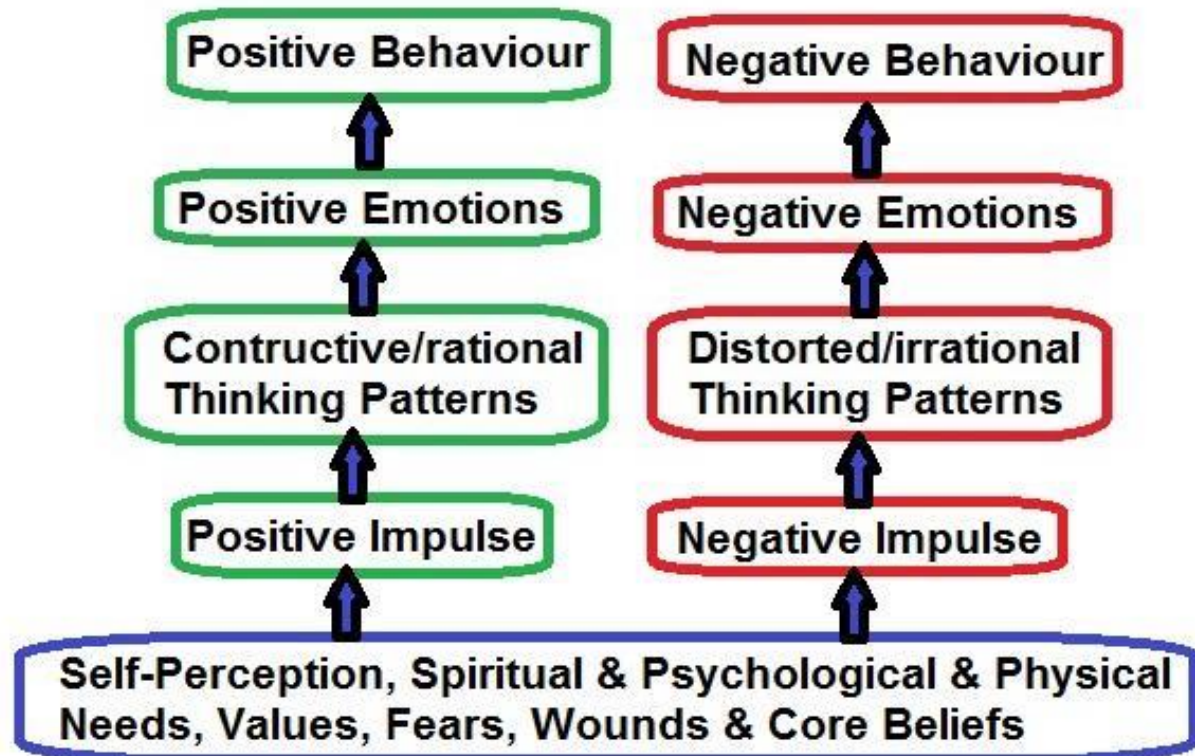 Positive Behaviour
Negative Behaviour
Positive Emotions
Negative Emotions
Contructive/rational
Thinking Patterns
Distorted/irrational
Thinking Patterns
Positive Impulse
Negative Impulse
Self-Perception, Spiritual & Psychological & Physical
Needs, Values, Fears, Wounds & Core Beliefs